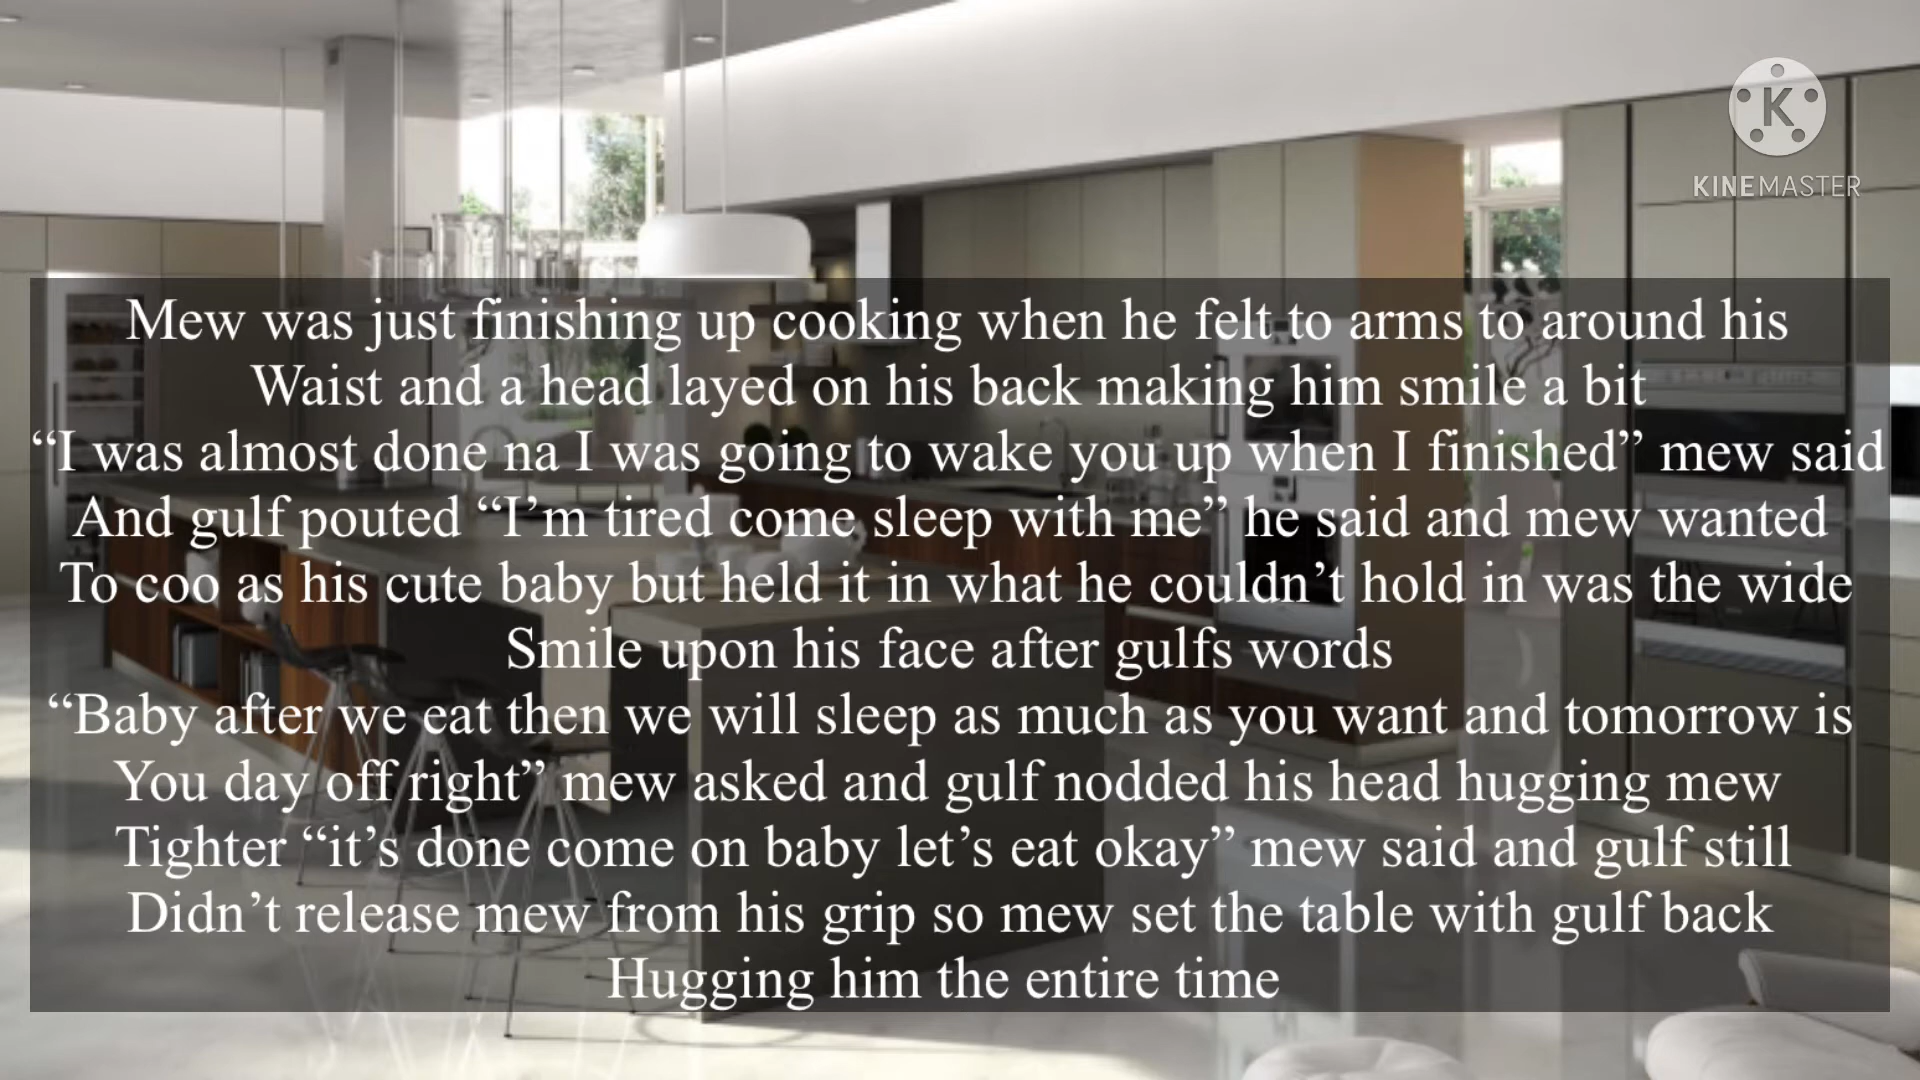 K
KINEMASTER
Mew was just finishing up cooking when he felt to arms to around his
Waist and a head layed on his back making him smile a bit
“I was almost done na I was going to wake you up when I finished” mew said
And gulf pouted “I’m tired come sleep with me” he said and mew wanted
To coo as his cute baby but held it in what he couldn’t hold in was the wide
Smile upon his face after gulfs words
“Baby after we eat then we will sleep as much as you want and tomorrow is
You day off right” mew asked and gulf nodded his head hugging mew
Tighter “it’s done come on baby let’s eat okay” mew said and gulf still
Didn’t release mew from his grip so mew set the table with gulf back
Hugging him the entire time